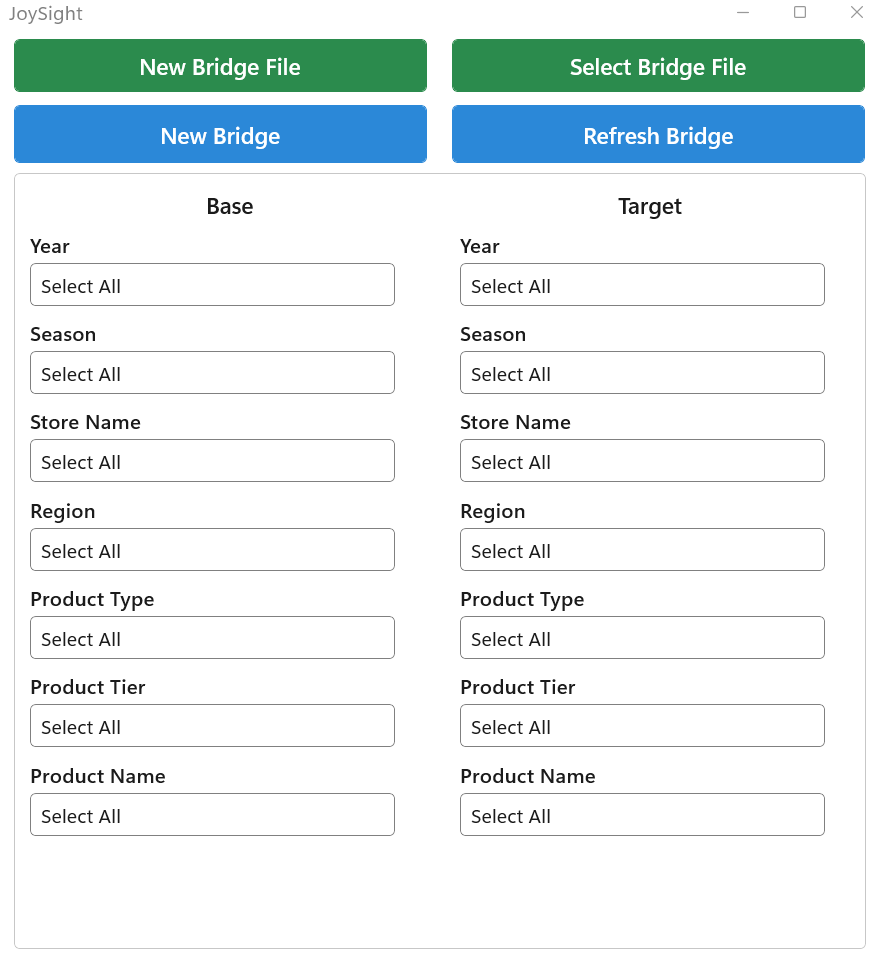 JoySight
New Bridge File Select Bridge File
New Bridge Refresh Bridge
Base Target
Year Year
Select All Select All
Season Season
Select All Select All
Store Name Store Name
Select All Select All
Region Region
Select All Select All
Product Type Product Type
Select All Select All
Product Tier Product Tier
Select All Select All
Product Name Product Name
Select All Select All